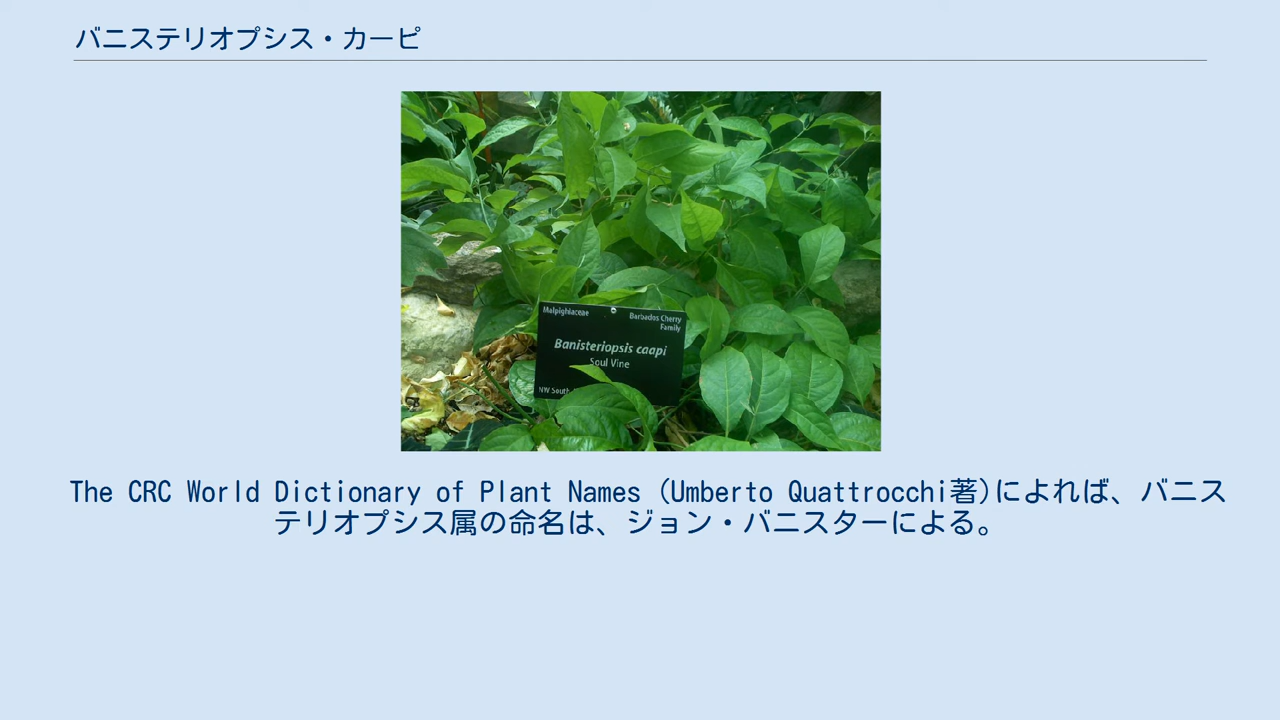 バニステリオプシス・カーピ
Malpighiaceae
Barbados Cherry
Family
Banisteriopsis caapi
Soul Vine
NW South
The CRC World Dictionary of Plant Names (Umberto Quattrocchi著)によれば、バニス
テリオプシス属の命名は、ジョン・バニスターによる。